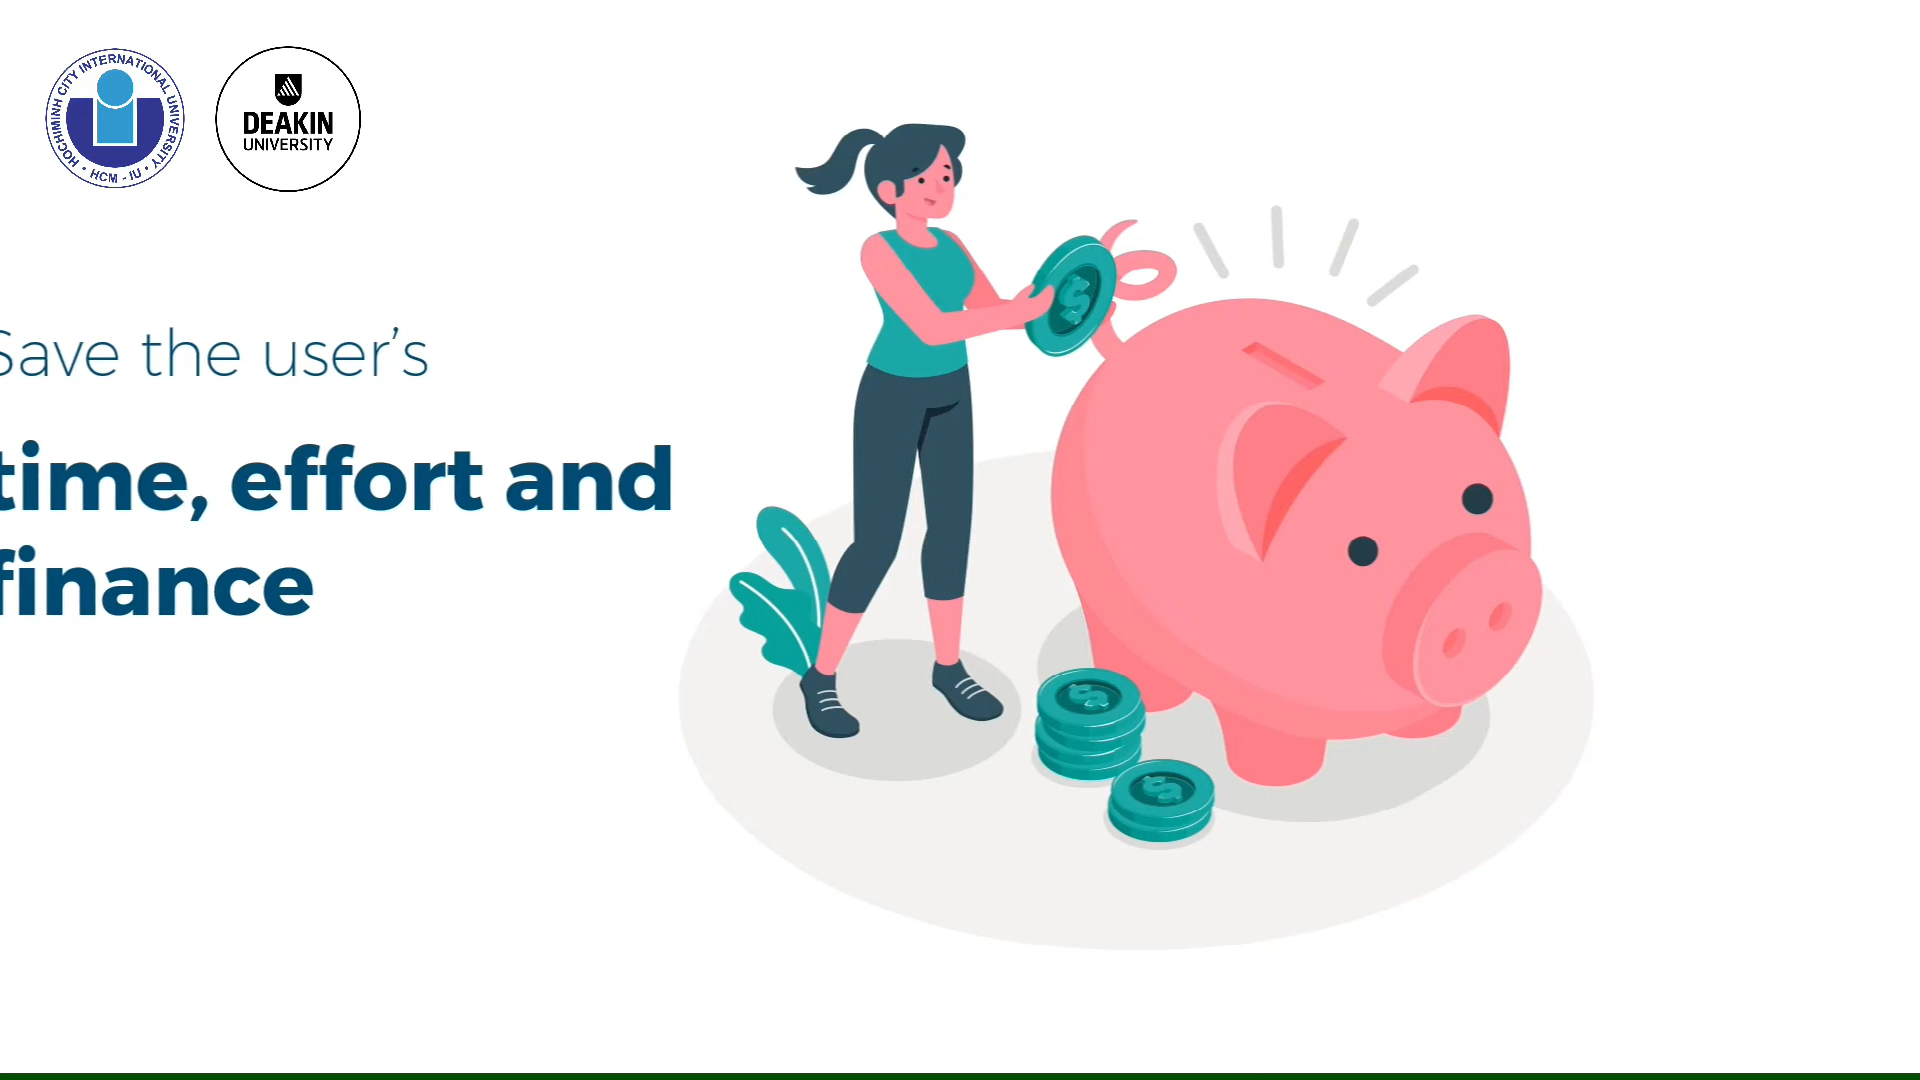 HOCHIMINH CITY INTERNATIONAL UNIVERSITY
• HCM - IU •
DEAKIN
UNIVERSITY
Save the user’s
time, effort and
finance
$
$
$